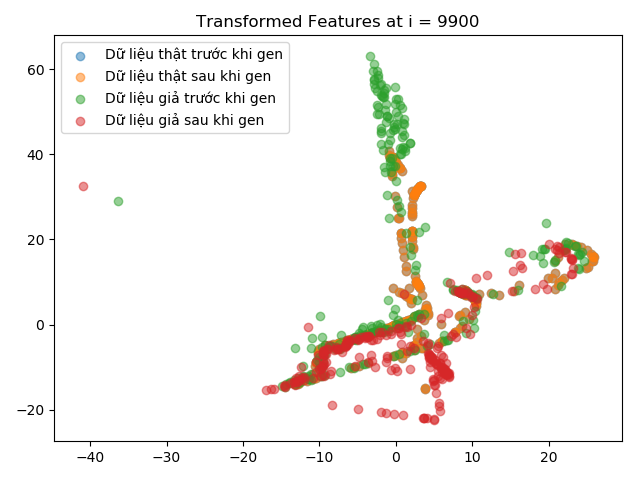 Transformed Features at i = 9900
Dữ liệu thật trước khi gen
Dữ liệu thật sau khi gen
Dữ liệu giả trước khi gen
Dữ liệu giả sau khi gen
60
40
20
0
−20
−40
−30
−20
−10
0
10
20